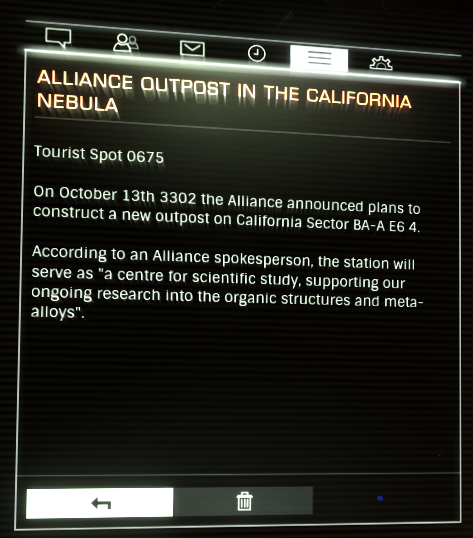 ALLIANCE OUTPOST IN THE CALIFORNIA
NEBULA
Tourist Spot 0675
On October 13th 3302 the Alliance announced plans to
construct a new outpost on California Sector BA-A E6 4.
According to an Alliance spokesperson, the station will
serve as "a centre for scientific study, supporting our
ongoing research into the organic structures and meta-
alloys".